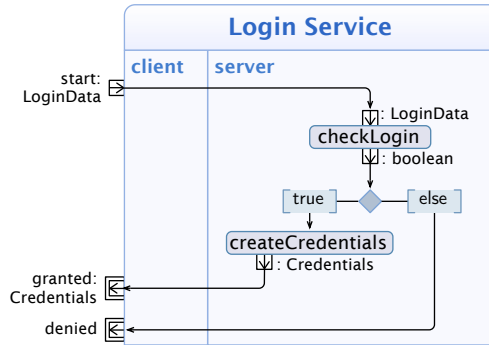 Login Service
client
server
start:
LoginData
: LoginData
checkLogin
: boolean
true
else
createCredentials
: Credentials
granted:
Credentials
denied